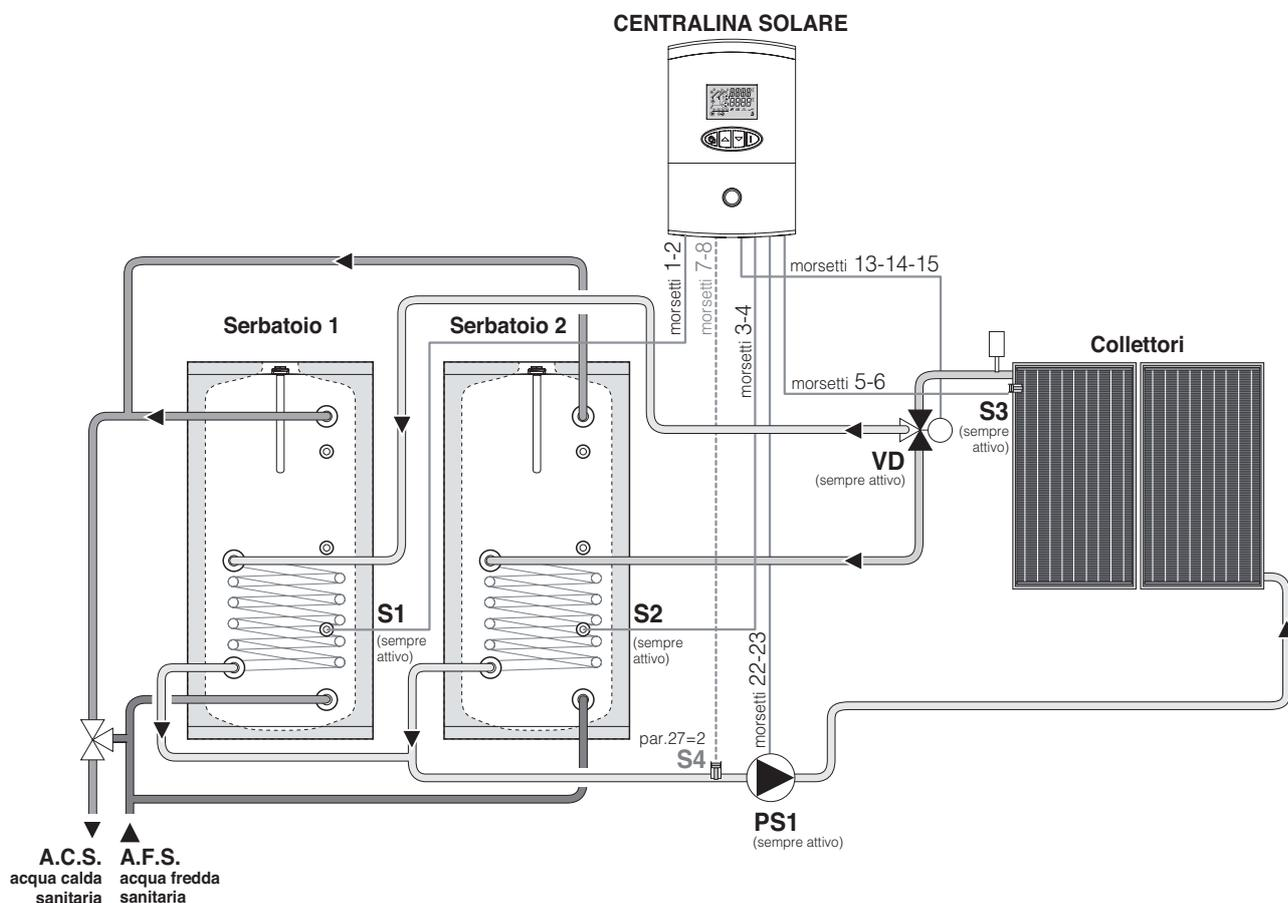 CENTRALINA SOLARE
morsetti 1-2
morsetti 7-8
morsetti 13-14-15
morsetti 3-4
morsetti 5-6
Serbatoio 1
Serbatoio 2
Collettori
S3
(sempre
attivo)
VD
(sempre attivo)
S1
(sempre
attivo)
S2
(sempre
attivo)
morsetti 22-23
par.27=2
S4
PS1
(sempre attivo)
A.C.S.
acqua calda
sanitaria
A.F.S.
acqua fredda
sanitaria